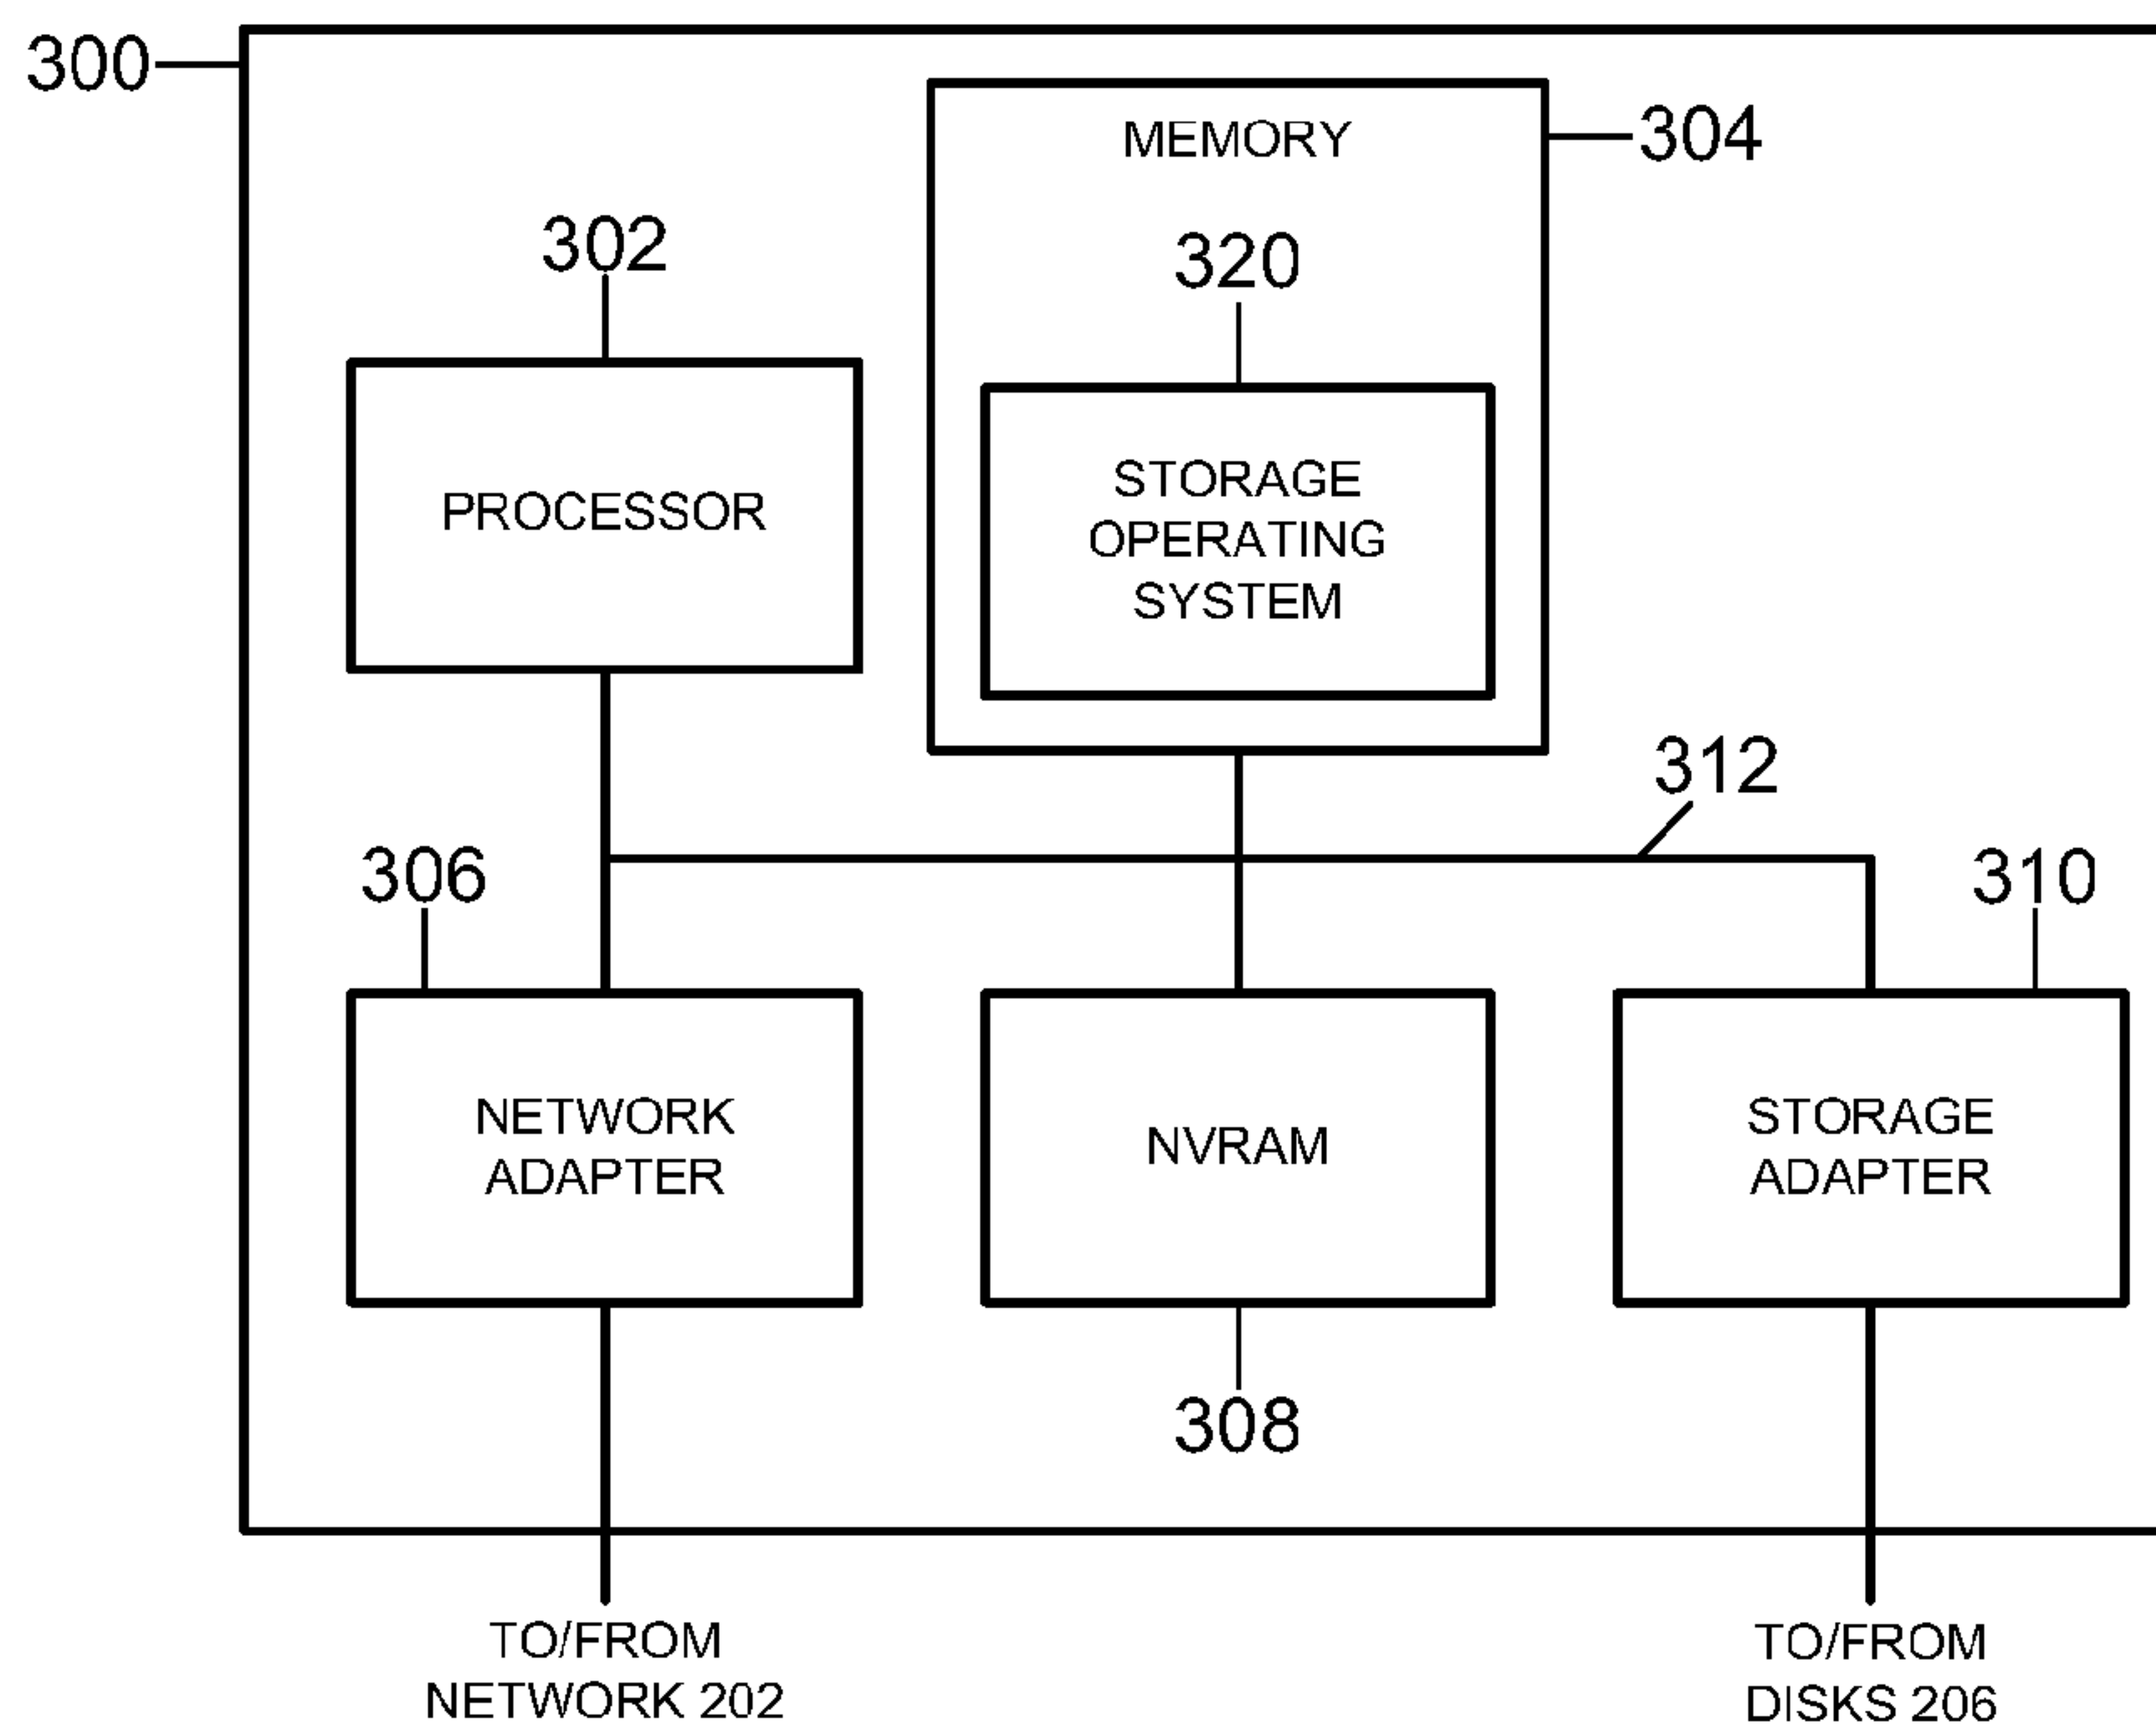 300
MEMORY
304
302
320
PROCESSOR
STORAGE
OPERATING
SYSTEM
312
306
310
NETWORK
ADAPTER
NVRAM
STORAGE
ADAPTER
308
TO/FROM
NETWORK 202
TO/FROM
DISKS 206